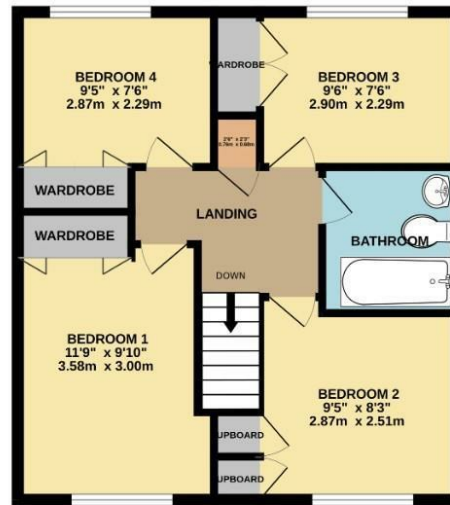 BEDROOM 4
9'5" x 7'6"
2.87m x 2.29m
WARDROBE
BEDROOM 3
9'6" x 7'6"
2.90m x 2.29m
WARDROBE
WARDROBE
LANDING
BATHROOM
DOWN
BEDROOM 1
11'9" x 9'10"
3.58m x 3.00m
BEDROOM 2
9'5" x 8'3"
2.87m x 2.51m
UPBOARD
UPBOARD